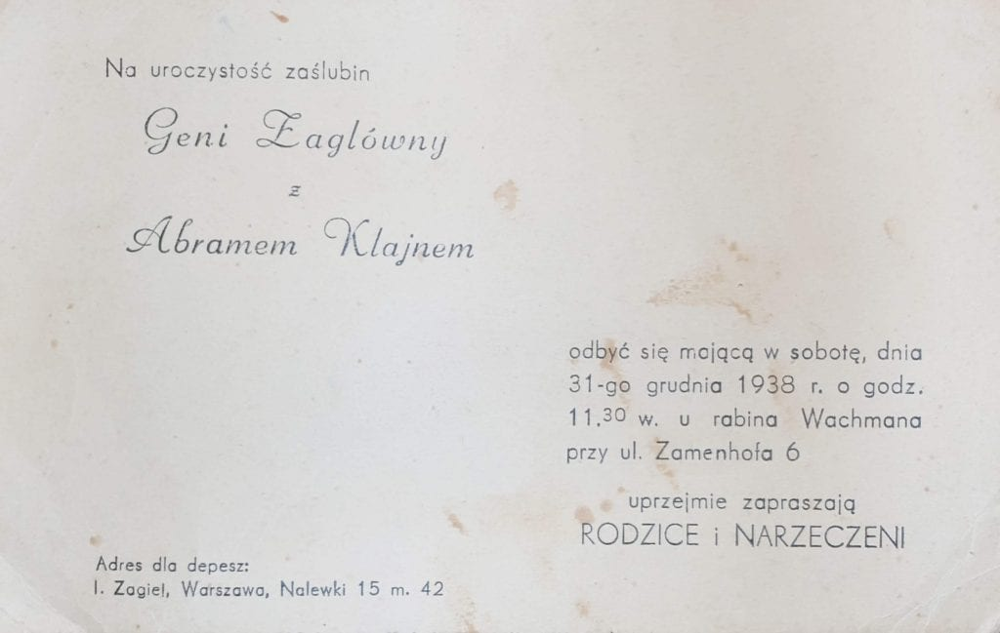 Na uroczystość zaślubin
Geni Żaglówny
z
Abramem Klajnem
odbyć się mającą w sobotę, dnia
31-go grudnia 1938 r. o godz.
11.30 w. u rabina Wachmana
przy ul. Zamenhofa 6
uprzejmie zapraszają
RODZICE i NARZECZENI
Adres dla depesz:
I. Zagiel, Warszawa, Nalewki 15 m. 42